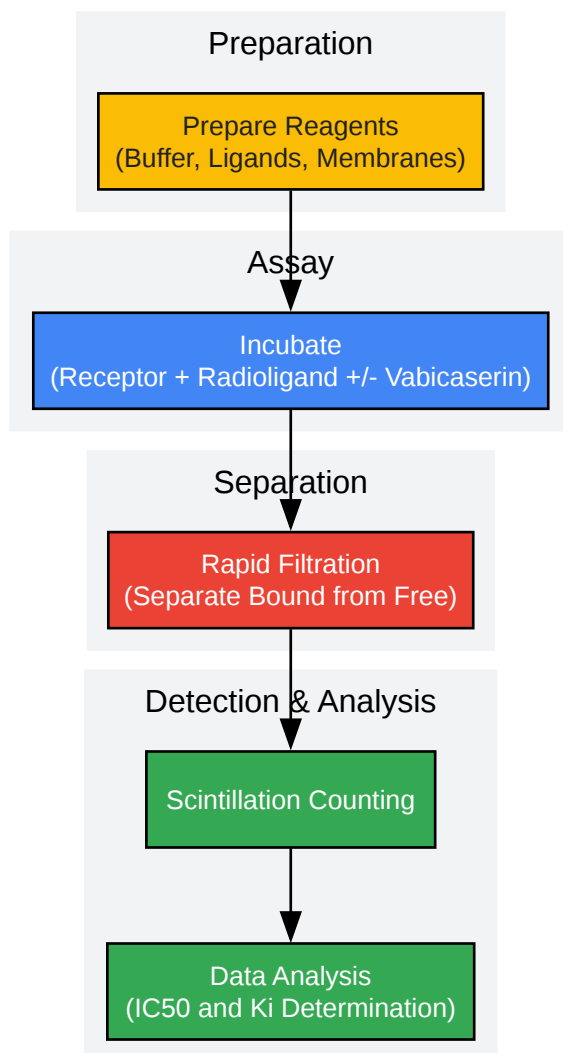 Preparation
Prepare Reagents
(Buffer, Ligands, Membranes)
Assay
Incubate
(Receptor + Radioligand +/- Vabicaserin)
Separation
Rapid Filtration
(Separate Bound from Free)
Detection & Analysis
Scintillation Counting
Data Analysis
(IC50 and Ki Determination)